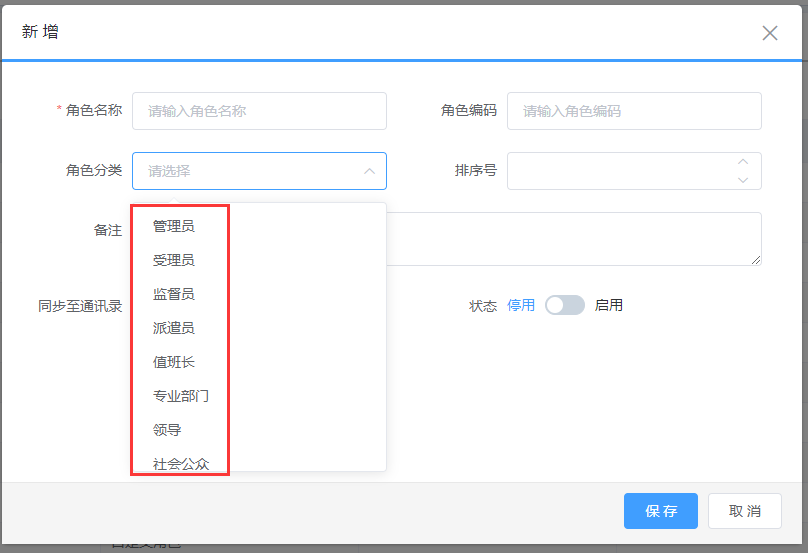 新增
* 角色名称 请输入角色名称 角色编码 请输入角色编码
角色分类 请选择 排序号
备注
管理员
受理员
监督员
同步至通讯录 状态 停用 启用
派遣员
值班长
专业部门
领导
社会公众
保存 取消